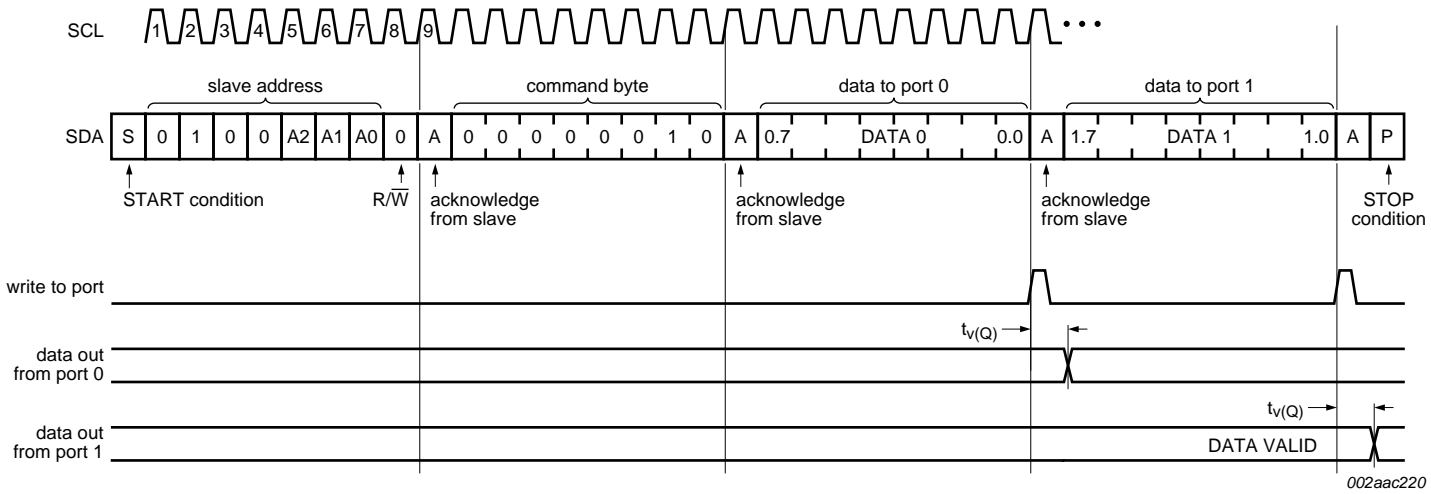 SCL 1 2 3 4 5 6 7 8 9 • • •
slave address command byte data to port 0 data to port 1
SDA S 0 1 0 0 A2 A1 A0 0 A 0 0 0 0 0 0 1 0 A 0.7 DATA 0 0.0 A 1.7 DATA 1 1.0 A P
START condition R/W̅ acknowledge acknowledge acknowledge STOP
from slave from slave from slave condition
write to port
tv(Q)
data out
from port 0
tv(Q)
data out
from port 1 DATA VALID
002aac220